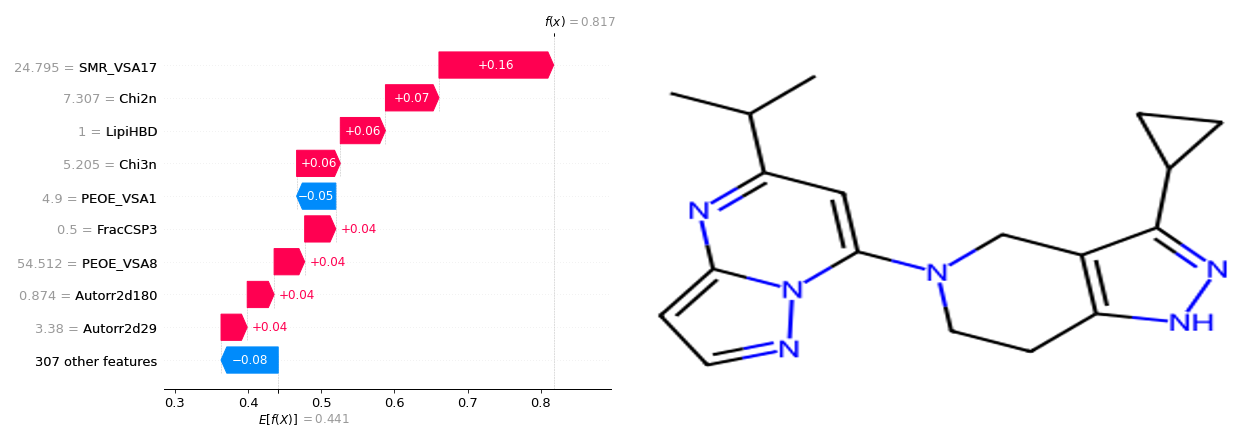 f(x) = 0.817
24.795 = SMR_VSA17
+0.16
7.307 = Chi2n
+0.07
1 = LipiHBD
+0.06
5.205 = Chi3n
+0.06
4.9 = PEOE_VSA1
−0.05
0.5 = FracCSP3
+0.04
54.512 = PEOE_VSA8
+0.04
0.874 = Autorr2d180
+0.04
3.38 = Autorr2d29
+0.04
307 other features
−0.08
0.3 0.4 0.5 0.6 0.7 0.8
E[f(X)] = 0.441
N
N
N
N
N
NH